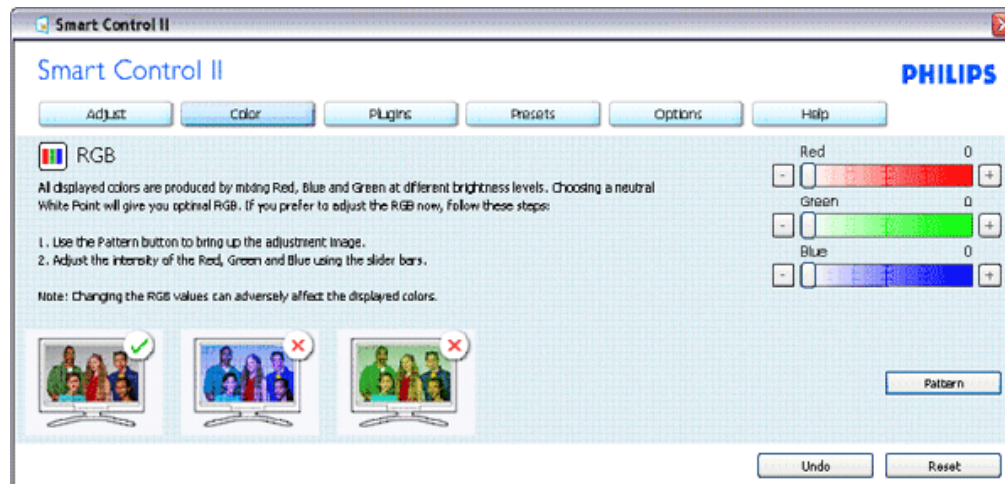 Smart Control II
Smart Control II
PHILIPS
Adjust Color Plugins Presets Options Help
RGB
All displayed colors are produced by mixing Red, Blue and Green at different brightness levels. Choosing a neutral
White Point will give you optimal RGB. If you prefer to adjust the RGB now, follow these steps:
1. Use the Pattern button to bring up the adjustment image.
2. Adjust the intensity of the Red, Green and Blue using the slider bars.
Note: Changing the RGB values can adversely affect the displayed colors.
Red 0
- +
Green 0
- +
Blue 0
- +
Pattern
Undo Reset